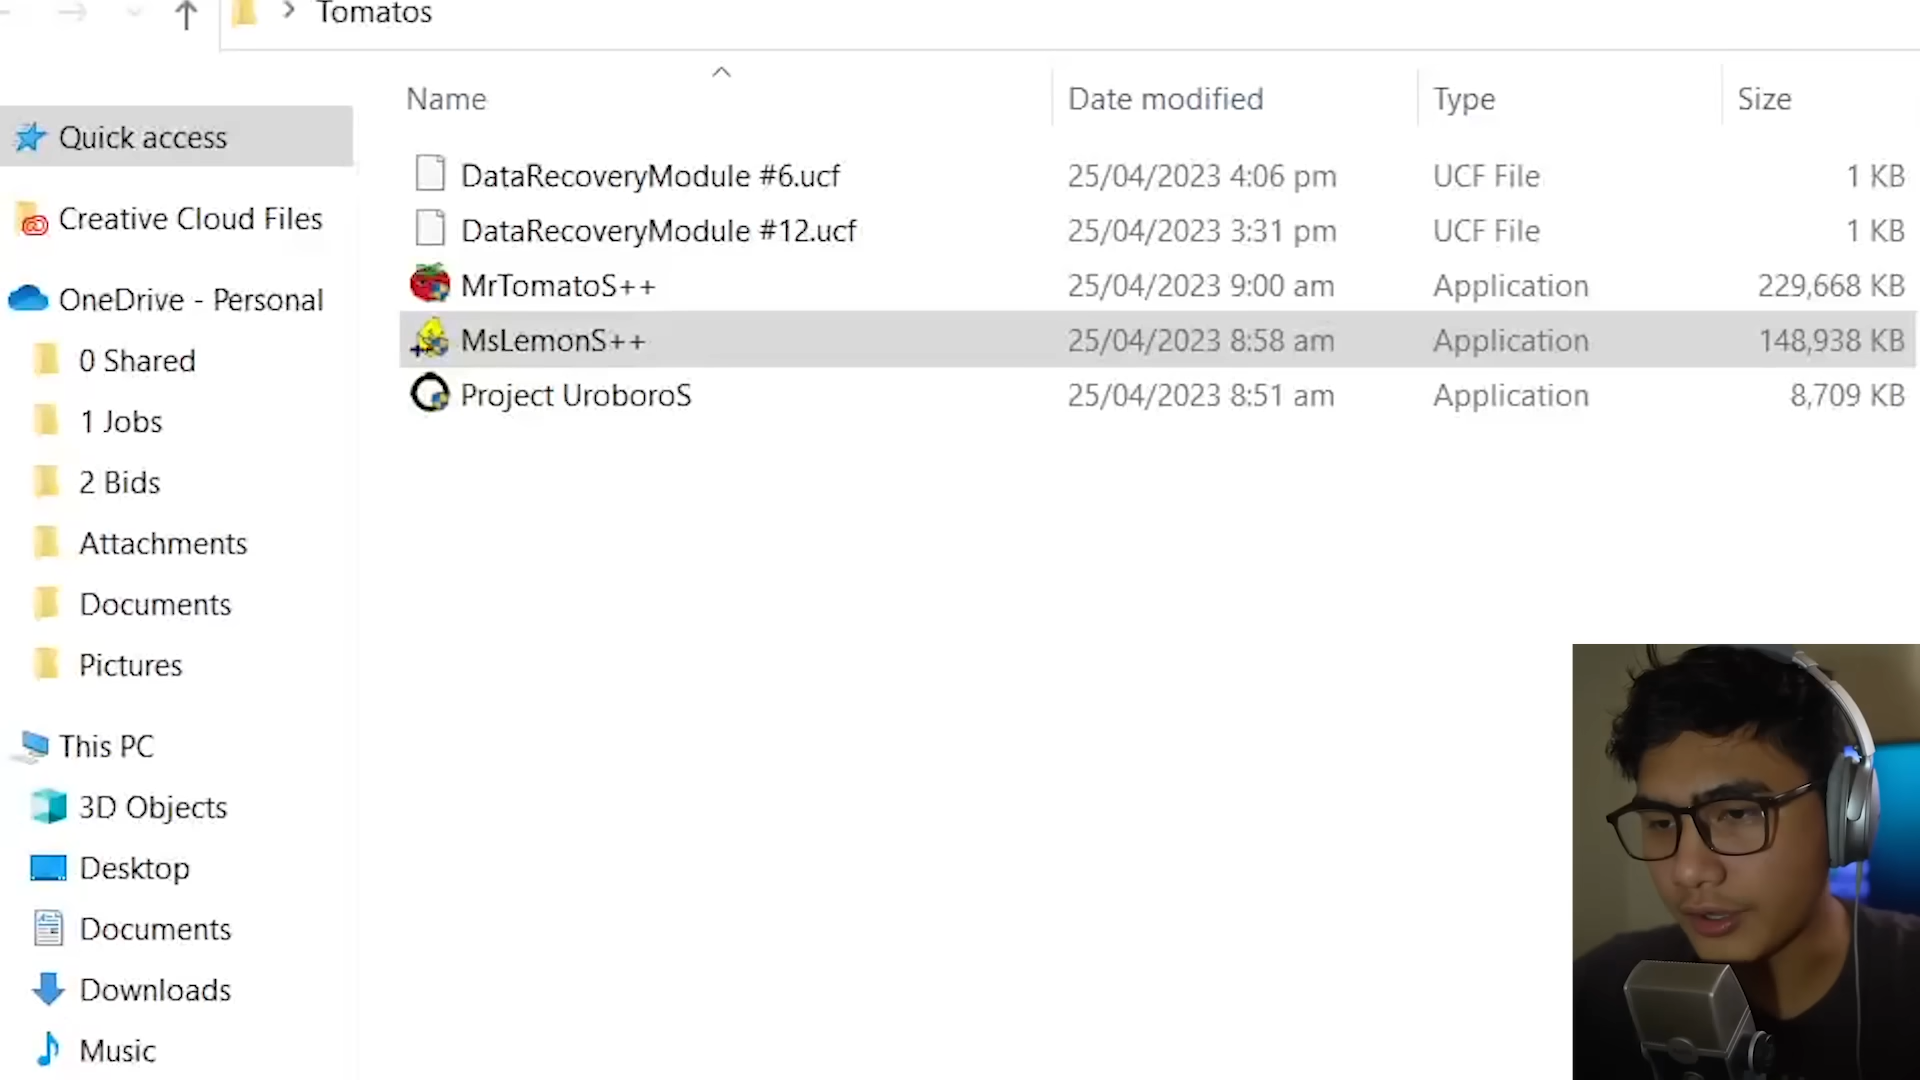 Tomatos
Name Date modified Type Size
Quick access
DataRecoveryModule #6.ucf 25/04/2023 4:06 pm UCF File 1 KB
Creative Cloud Files
DataRecoveryModule #12.ucf 25/04/2023 3:31 pm UCF File 1 KB
OneDrive - Personal
MrTomatoS++ 25/04/2023 9:00 am Application 229,668 KB
0 Shared
MsLemonS++ 25/04/2023 8:58 am Application 148,938 KB
1 Jobs
Project UroboroS 25/04/2023 8:51 am Application 8,709 KB
2 Bids
Attachments
Documents
Pictures
This PC
3D Objects
Desktop
Documents
Downloads
Music